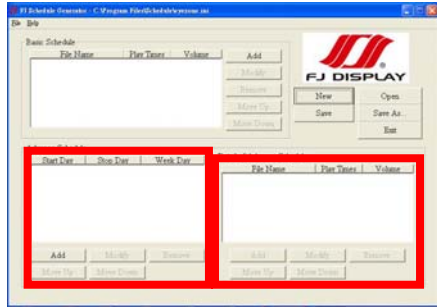 FJ Schedule Generator - C:\Program Files\Schedule\eyezone.ini
File Help
Basic Schedule
File Name Play Times Volume
Add
Modify
Remove
Move Up
Move Down
FJ DISPLAY
New Open
Save Save As...
Exit
Start Day Stop Day Week Day
File Name Play Times Volume
Add Modify Remove
Move Up Move Down
Add Modify Remove
Move Up Move Down